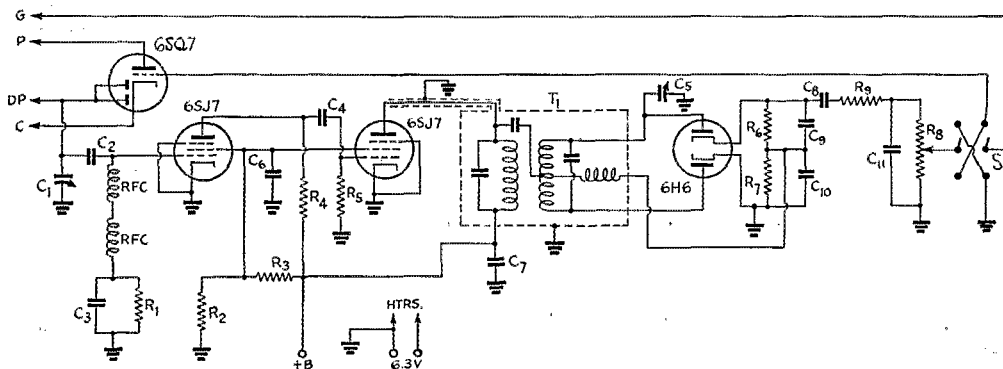 G
P
6SQ7
DP
C
C2
C1
RFC
RFC
C3
R1
6SJ7
C6
C4
R4
R5
6SJ7
R2
R3
+B
HTRS.
6.3V
T1
C7
C5
6H6
R6
R7
C8
C9
C10
R9
C11
R8
S